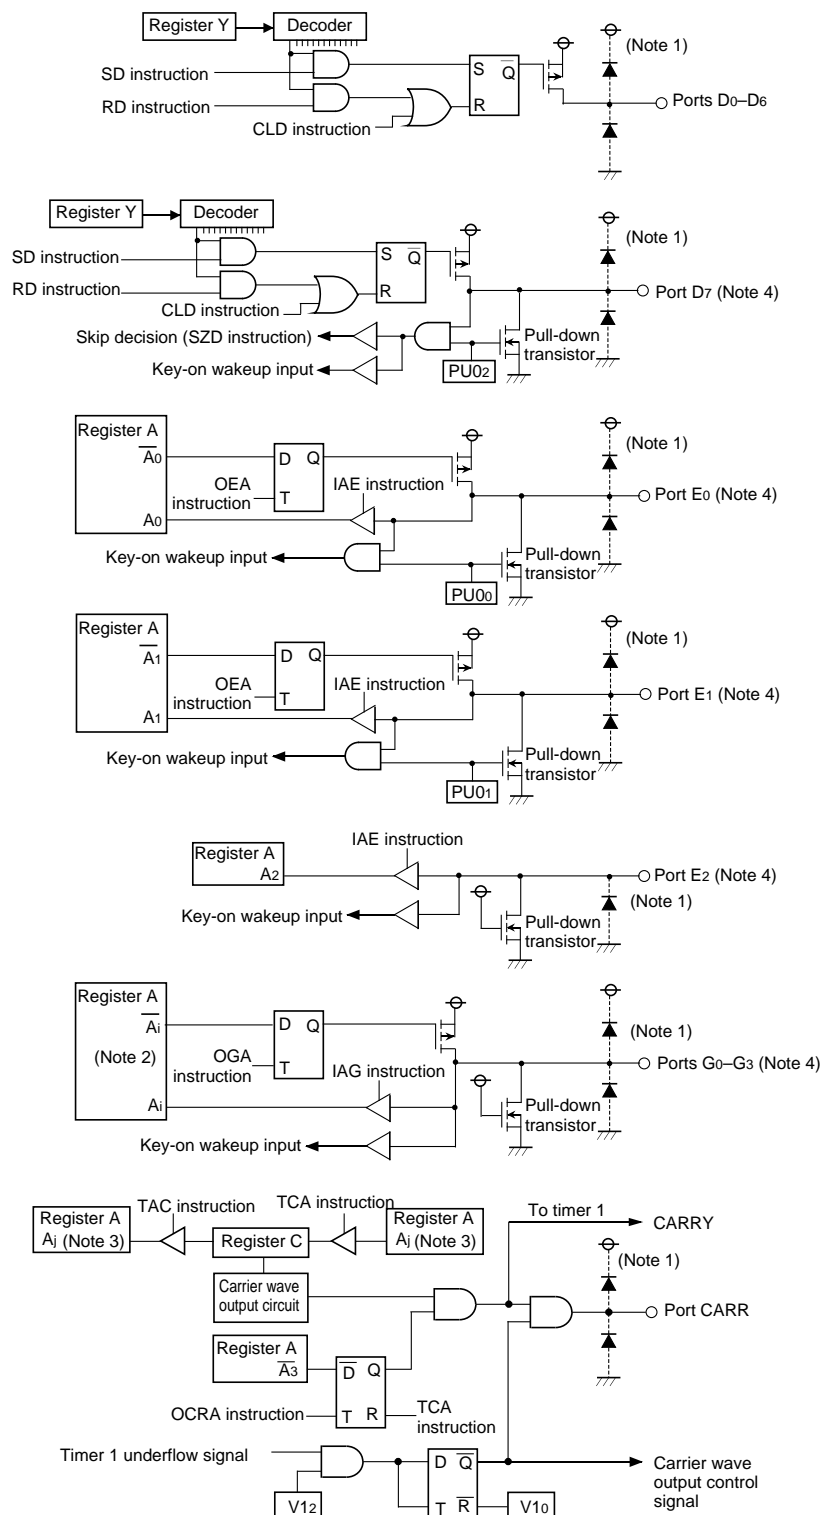 Register Y
Decoder
(Note 1)
SD instruction
S
Q
RD instruction
R
Ports D0–D6
CLD instruction
Register Y
Decoder
(Note 1)
SD instruction
S
Q
RD instruction
R
Port D7 (Note 4)
CLD instruction
Skip decision (SZD instruction)
Pull-down
transistor
Key-on wakeup input
PU02
Register A
(Note 1)
A0
D
Q
OEA
instruction
T
IAE instruction
Port E0 (Note 4)
A0
Key-on wakeup input
Pull-down
transistor
PU00
Register A
(Note 1)
A1
D
Q
OEA
instruction
T
IAE instruction
Port E1 (Note 4)
A1
Key-on wakeup input
Pull-down
transistor
PU01
IAE instruction
Register A
A2
Port E2 (Note 4)
(Note 1)
Key-on wakeup input
Pull-down
transistor
Register A
Ai
D
Q
(Note 1)
(Note 2)
OGA
instruction
T
IAG instruction
Ports G0–G3 (Note 4)
Ai
Pull-down
transistor
Key-on wakeup input
TAC instruction
TCA instruction
To timer 1
CARRY
Register A
Aj (Note 3)
Register C
Register A
Aj (Note 3)
(Note 1)
Carrier wave
output circuit
Port CARR
Register A
A3
D
Q
OCRA instruction
T
R
TCA
instruction
Timer 1 underflow signal
D
Q
Carrier wave
output control
signal
V12
T
R
V10